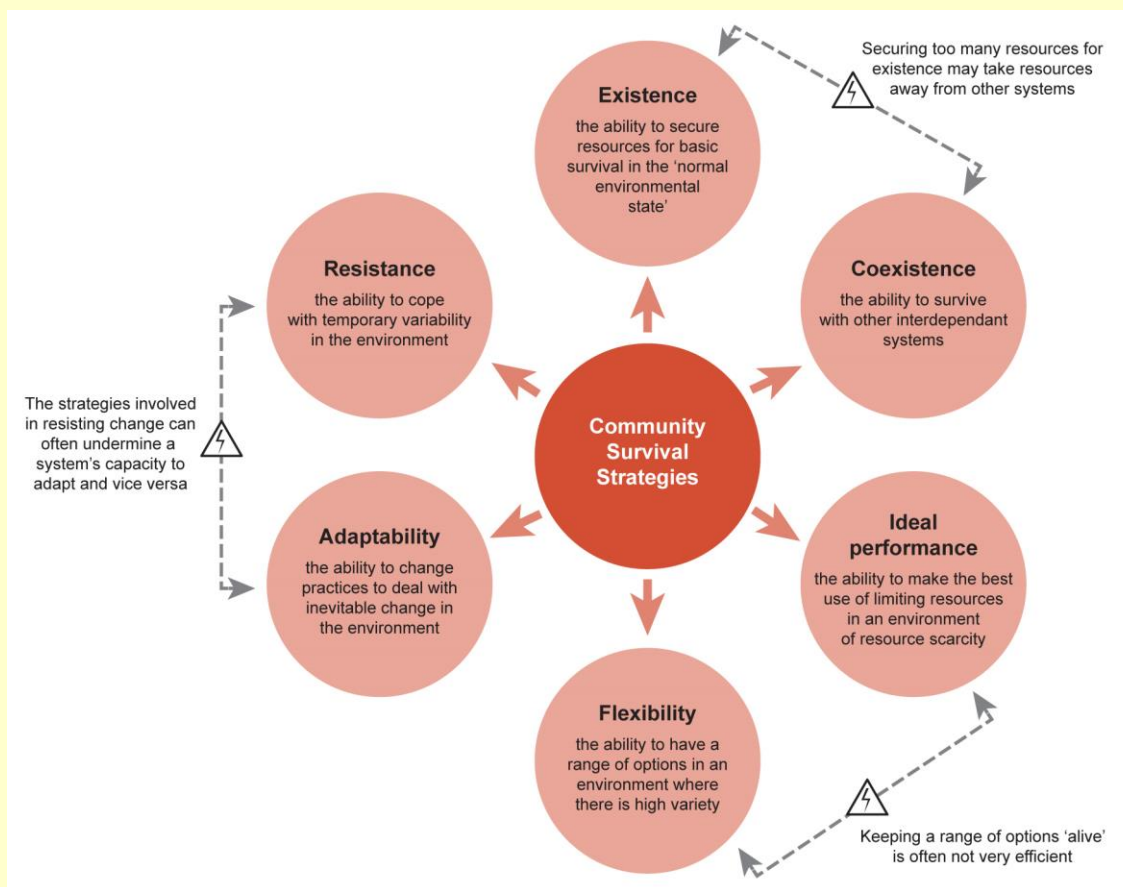 Existence
the ability to secure
resources for basic
survival in the ‘normal
environmental
state’
Securing too many resources for
existence may take resources
away from other systems
Resistance
the ability to cope
with temporary variability
in the environment
Coexistence
the ability to survive
with other interdependant
systems
Community
Survival
Strategies
The strategies involved
in resisting change can
often undermine a
system’s capacity to
adapt and vice versa
Adaptability
the ability to change
practices to deal with
inevitable change in
the environment
Ideal
performance
the ability to make the best
use of limiting resources
in an environment
of resource scarcity
Flexibility
the ability to have a
range of options in an
environment where
there is high variety
Keeping a range of options ‘alive’
is often not very efficient